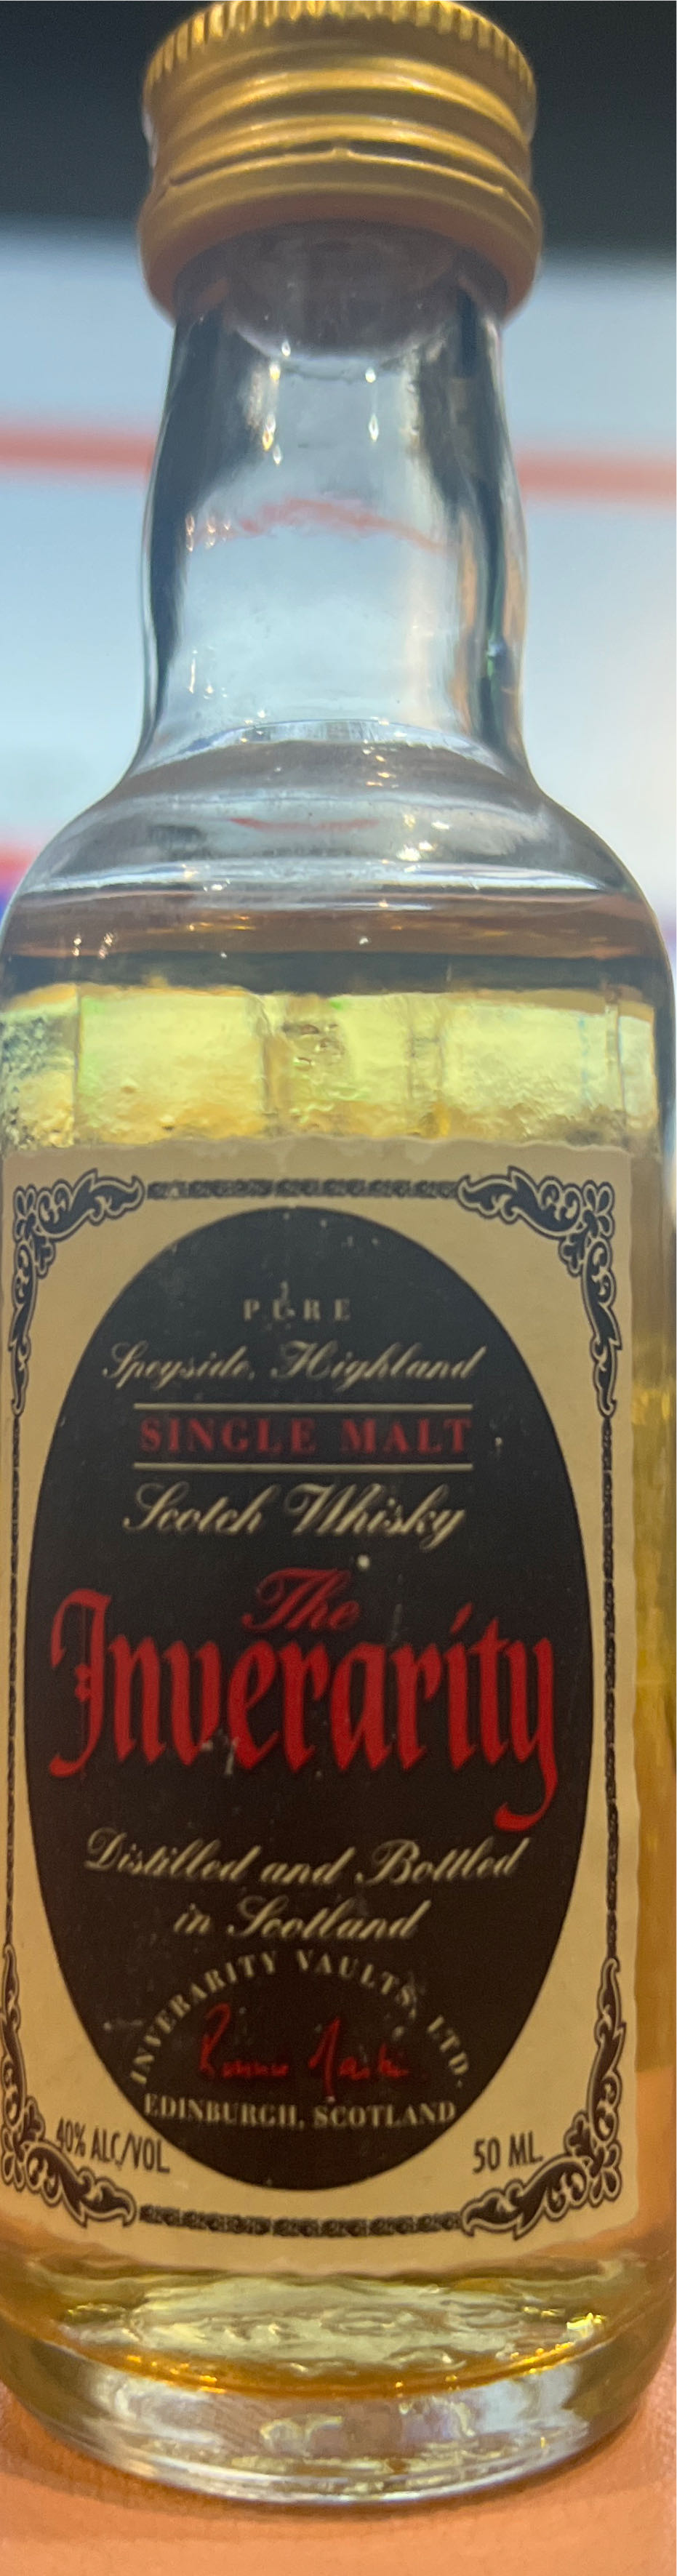 PURE
Speyside, Highland
SINGLE MALT
Scotch Whisky
The
Inverarity
Distilled and Bottled
in Scotland
INVERARITY VAULTS, LTD.
EDINBURGH, SCOTLAND
40% ALC/VOL
50 ML